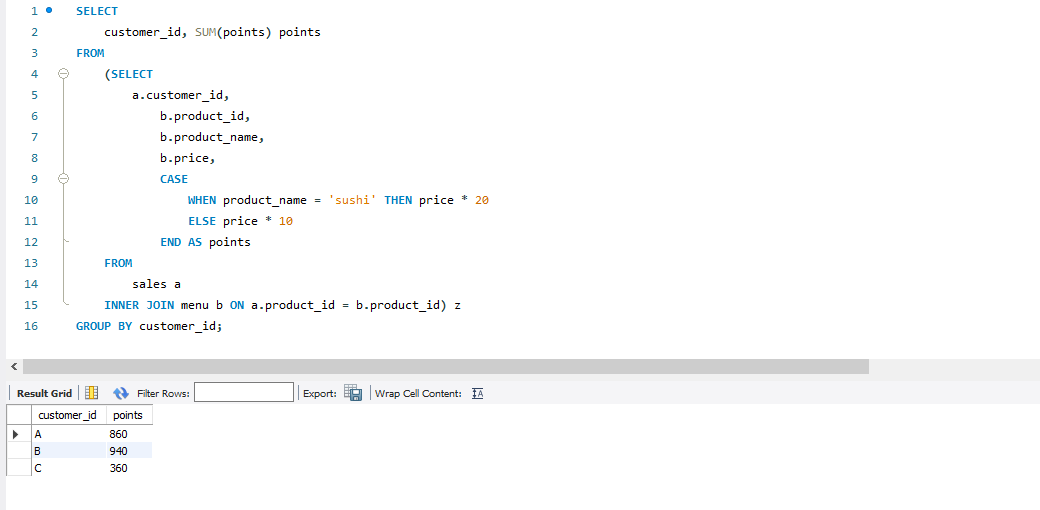 1 SELECT
2 customer_id, SUM(points) points
3 FROM
4 (SELECT
5 a.customer_id,
6 b.product_id,
7 b.product_name,
8 b.price,
9 CASE
10 WHEN product_name = 'sushi' THEN price * 20
11 ELSE price * 10
12 END AS points
13 FROM
14 sales a
15 INNER JOIN menu b ON a.product_id = b.product_id) z
16 GROUP BY customer_id;
Result Grid Filter Rows: Export: Wrap Cell Content:
customer_id points
A 860
B 940
C 360